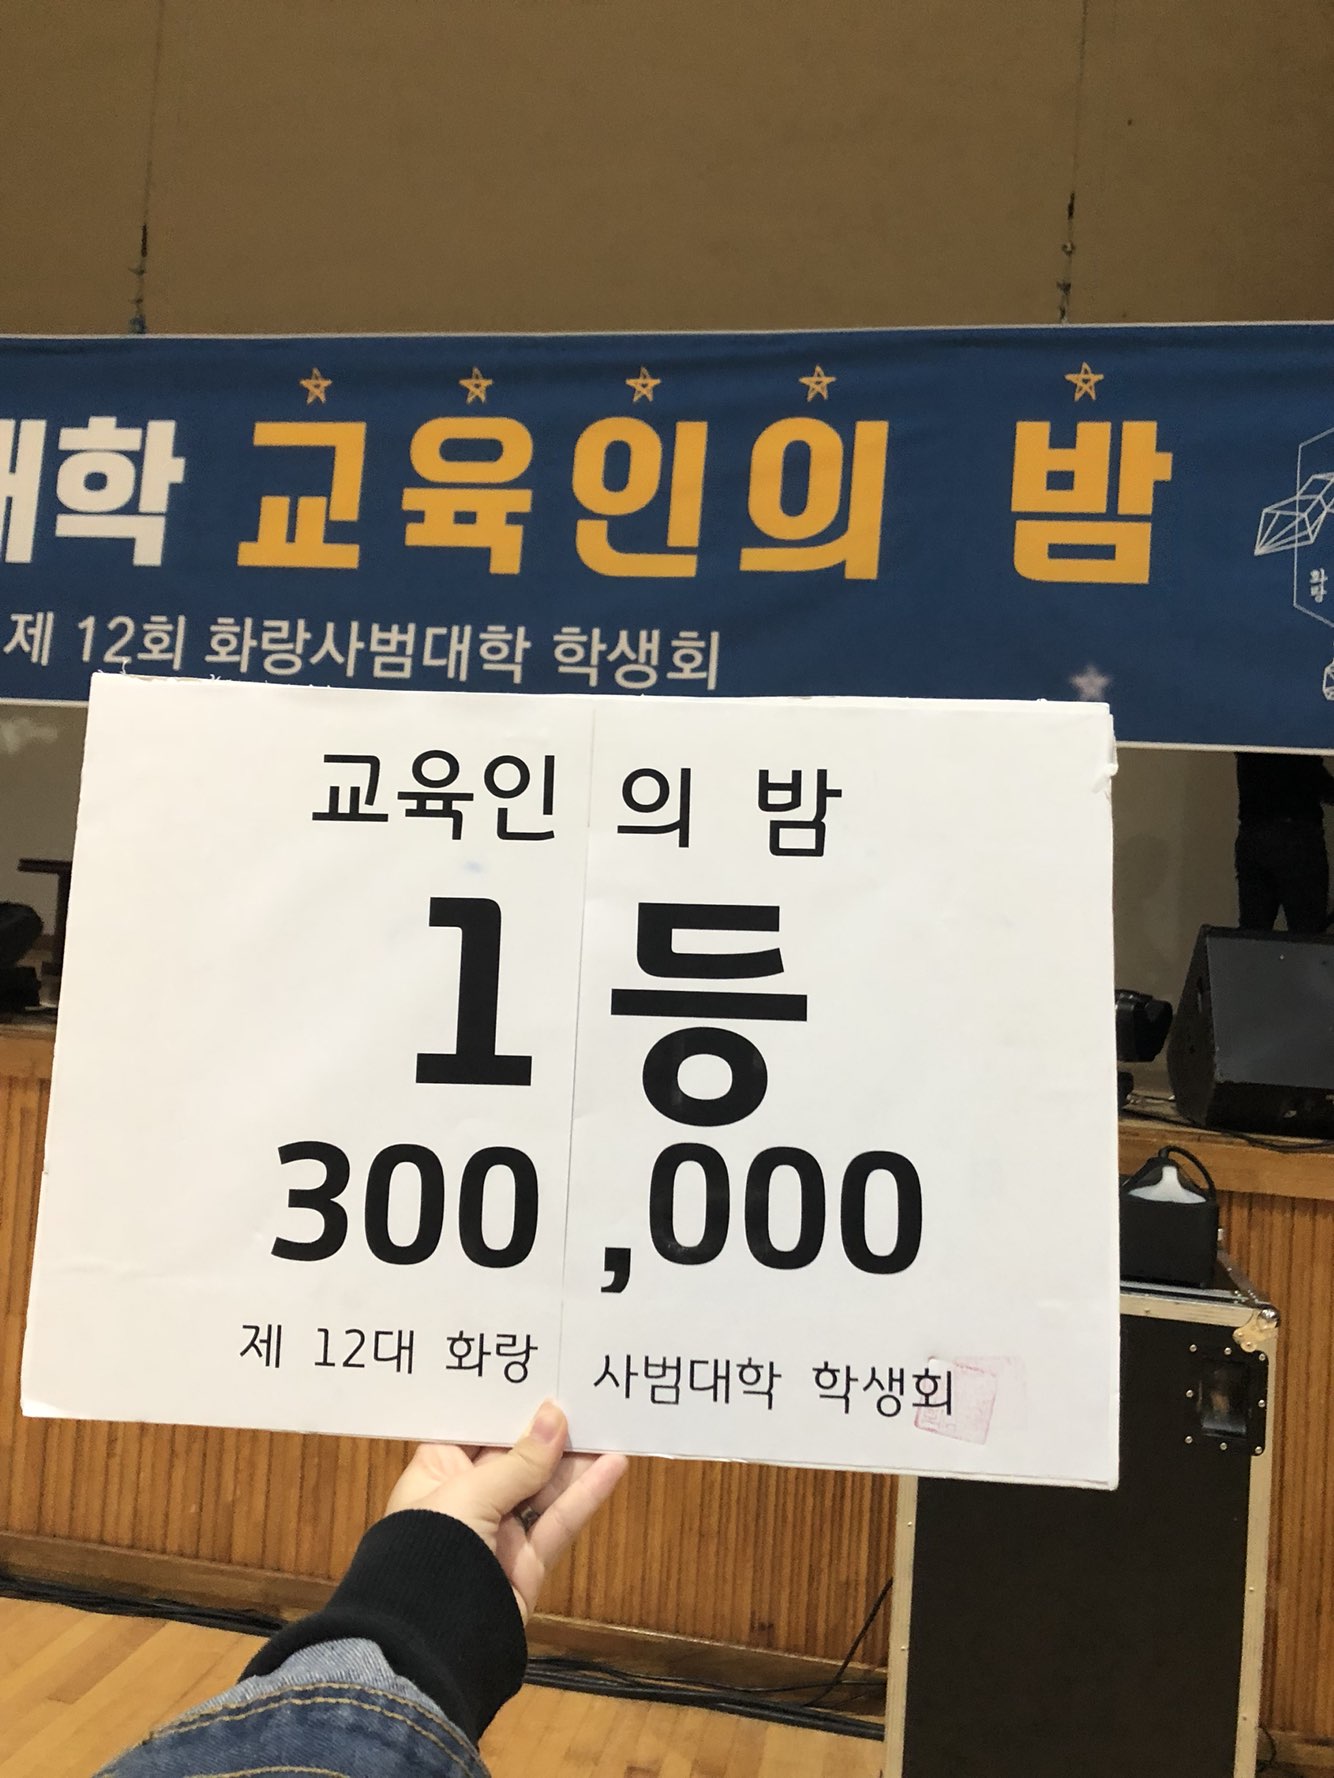 대학 교육인의 밤
제 12회 화랑사범대학 학생회
화랑
교육인의 밤
1등
300,000
제 12대 화랑 사범대학 학생회